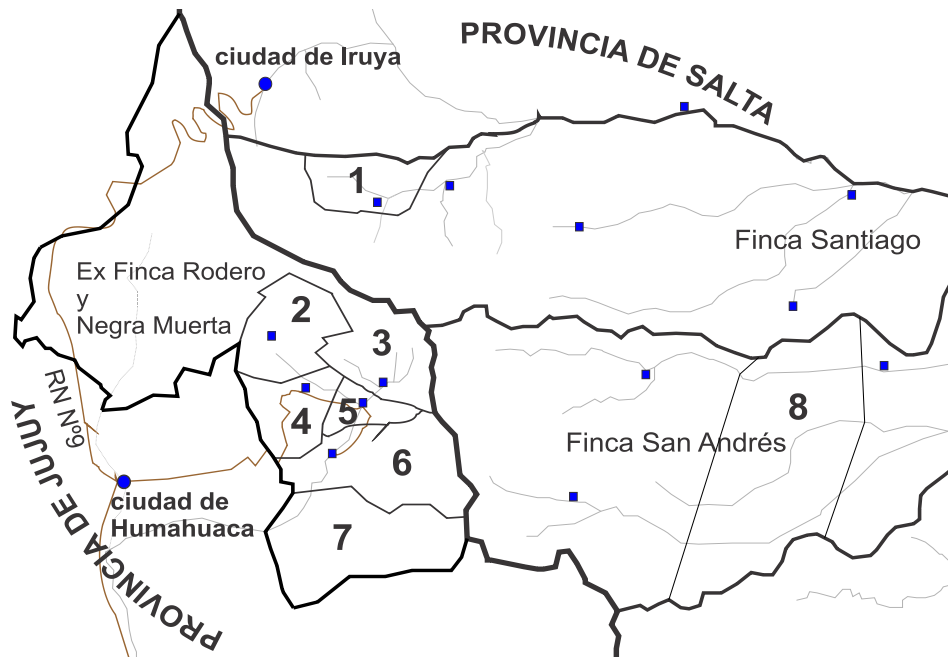 PROVINCIA DE SALTA
ciudad de Iruya
1
Finca Santiago
Ex Finca Rodero
y
Negra Muerta
2
3
RN Nº9
4
5
8
Finca San Andrés
6
PROVINCIA DE JUJUY
ciudad de
Humahuaca
7